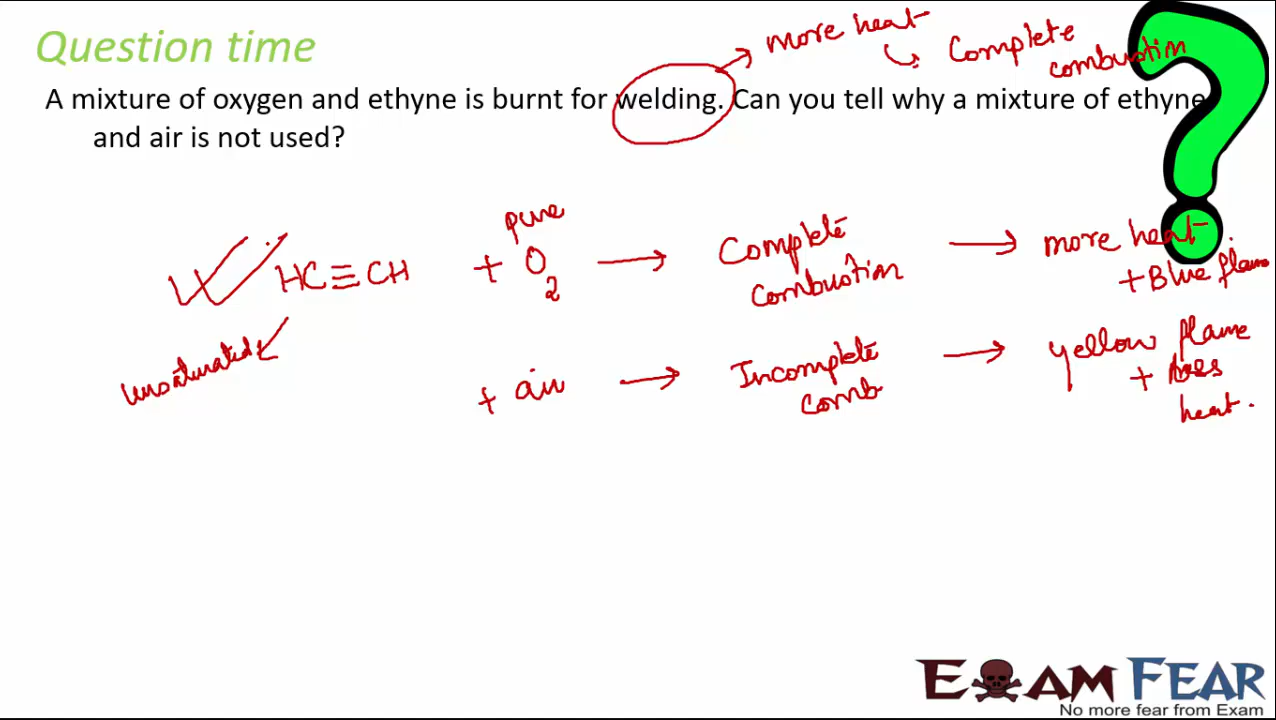 Question time
more heat
Complete
combustion
A mixture of oxygen and ethyne is burnt for welding. Can you tell why a mixture of ethyne
and air is not used?
HC≡CH + pure O2 → Complete combustion → more heat + Blue flame
unsaturated
+ air → Incomplete comb → yellow flame + less heat.
EXAM FEAR
No more fear from Exam